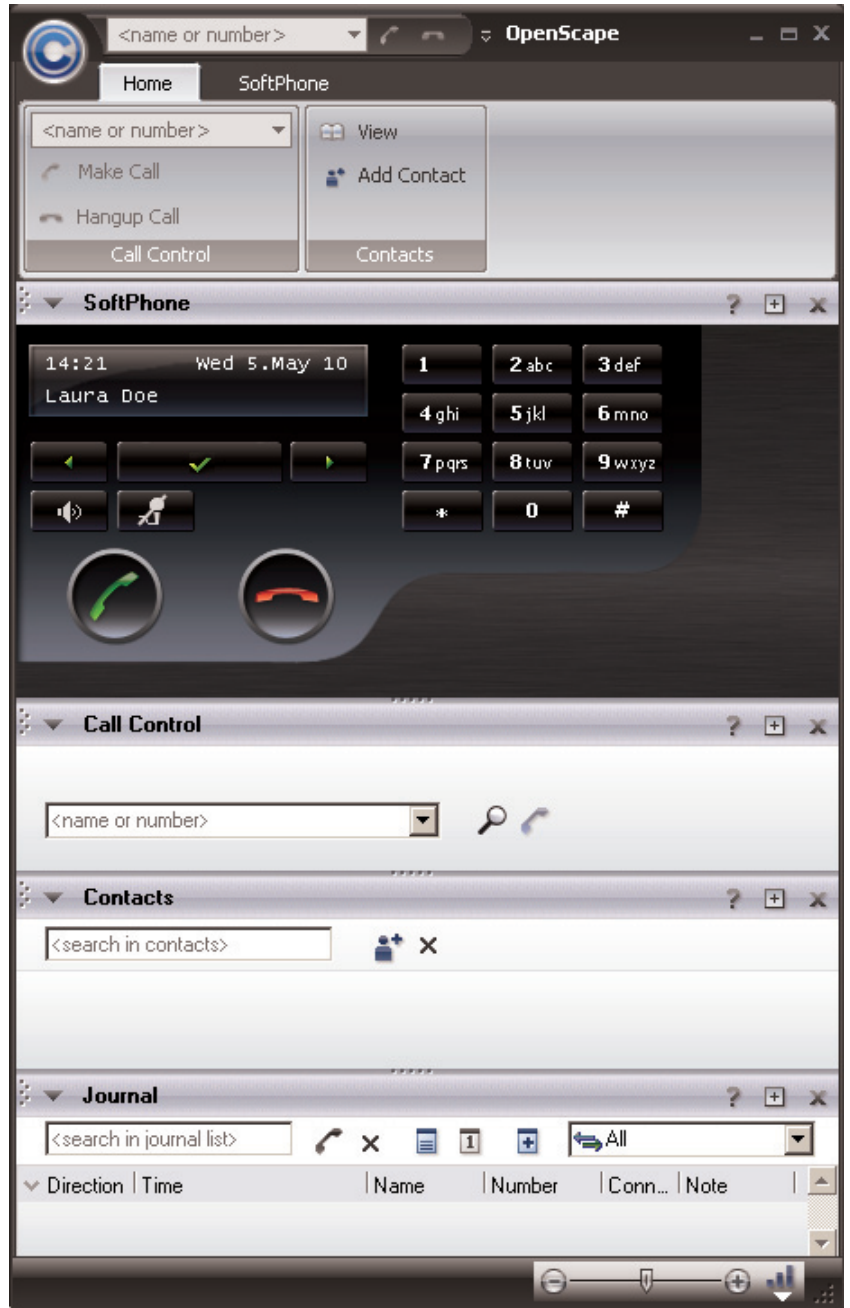 <name or number> OpenScape
Home SoftPhone
<name or number> View
Make Call Add Contact
Hangup Call
Call Control Contacts
SoftPhone ?
14:21 Wed 5.May 10
Laura Doe
1 2 abc 3 def
4 ghi 5 jkl 6 mno
7 pqrs 8 tuv 9 wxyz
* 0 #
Call Control ?
<name or number>
Contacts ?
<search in contacts>
Journal ?
<search in journal list> 1 All
Direction Time Name Number Conn... Note